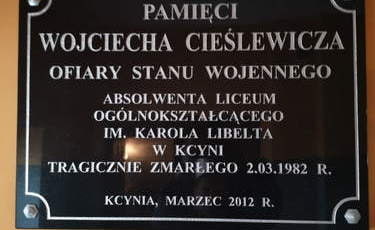 PAMIĘCI
WOJCIECHA CIEŚLEWICZA
OFIARY STANU WOJENNEGO
ABSOLWENTA LICEUM
OGÓLNOKSZTAŁCĄCEGO
IM. KAROLA LIBELTA
W KCYNI
TRAGICZNIE ZMARŁEGO 2.03.1982 R.
KCYNIA, MARZEC 2012 R.